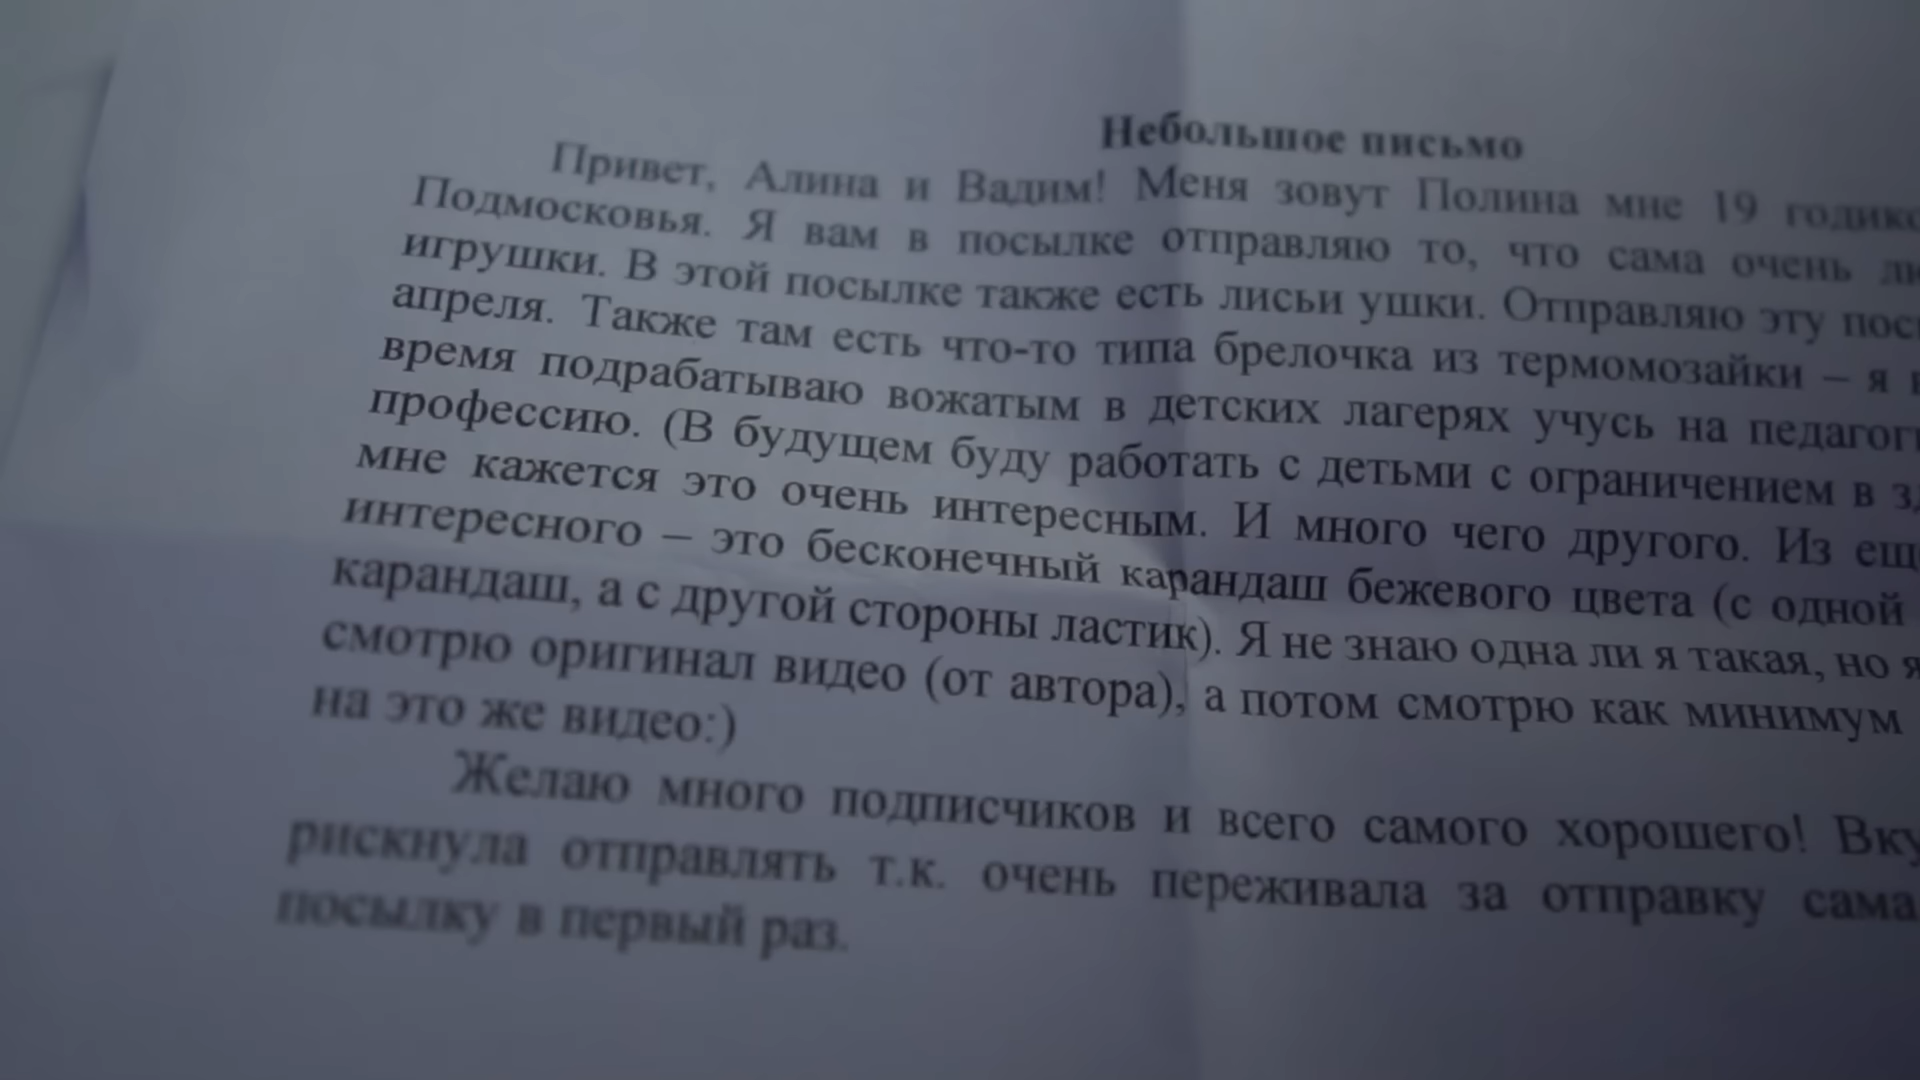 Небольшое письмо
Привет, Алина и Вадим! Меня зовут Полина мне 19
Подмосковья. Я вам в посылке отправляю то, что сама очень
игрушки. В этой посылке также есть лисьи ушки. Отправляю эту
апреля. Также там есть что-то типа брелочка из термомозайки – я
время подрабатываю вожатым в детских лагерях учусь на
профессию. (В будущем буду работать с детьми с ограничением в
мне кажется это очень интересным. И много чего другого. Из
интересного – это бесконечный карандаш бежевого цвета (с одной
карандаш, а с другой стороны ластик). Я не знаю одна ли я такая, но я
смотрю оригинал видео (от автора), а потом смотрю как минимум
на это же видео:)
Желаю много подписчиков и всего самого хорошего!
рискнула отправлять т.к. очень переживала за отправку сама
посылку в первый раз.